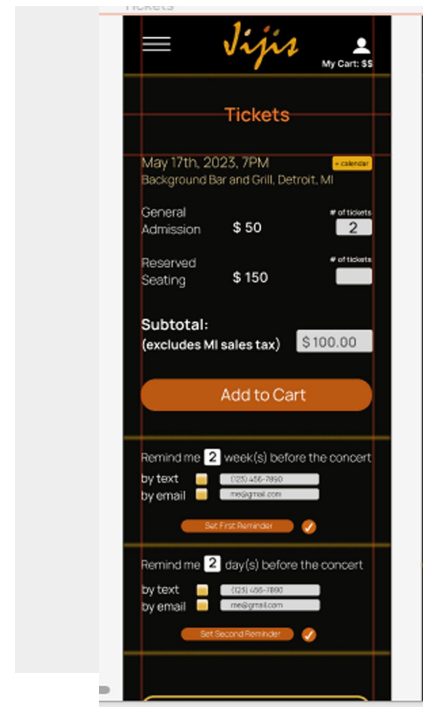 Tickets
Jijis
My Cart: $$
Tickets
May 17th, 2023, 7PM
+ calendar
Background Bar and Grill, Detroit, MI
General
Admission
$ 50
# of tickets
2
Reserved
Seating
$ 150
# of tickets
Subtotal:
(excludes MI sales tax)
$100.00
Add to Cart
Remind me 2 week(s) before the concert
by text
(123) 456-7890
by email
me@gmail.com
Set First Reminder
Remind me 2 day(s) before the concert
by text
(123) 456-7890
by email
me@gmail.com
Set Second Reminder